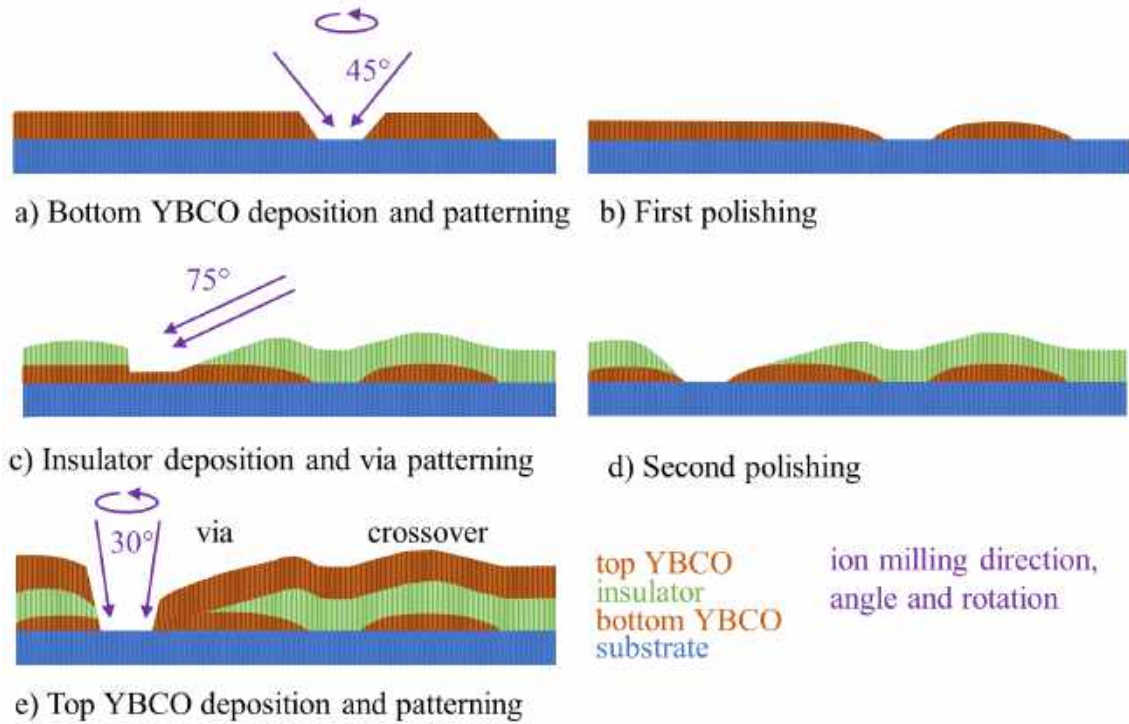 45°
a) Bottom YBCO deposition and patterning
b) First polishing
75°
c) Insulator deposition and via patterning
d) Second polishing
30°
via
crossover
e) Top YBCO deposition and patterning
top YBCO
insulator
bottom YBCO
substrate
ion milling direction,
angle and rotation